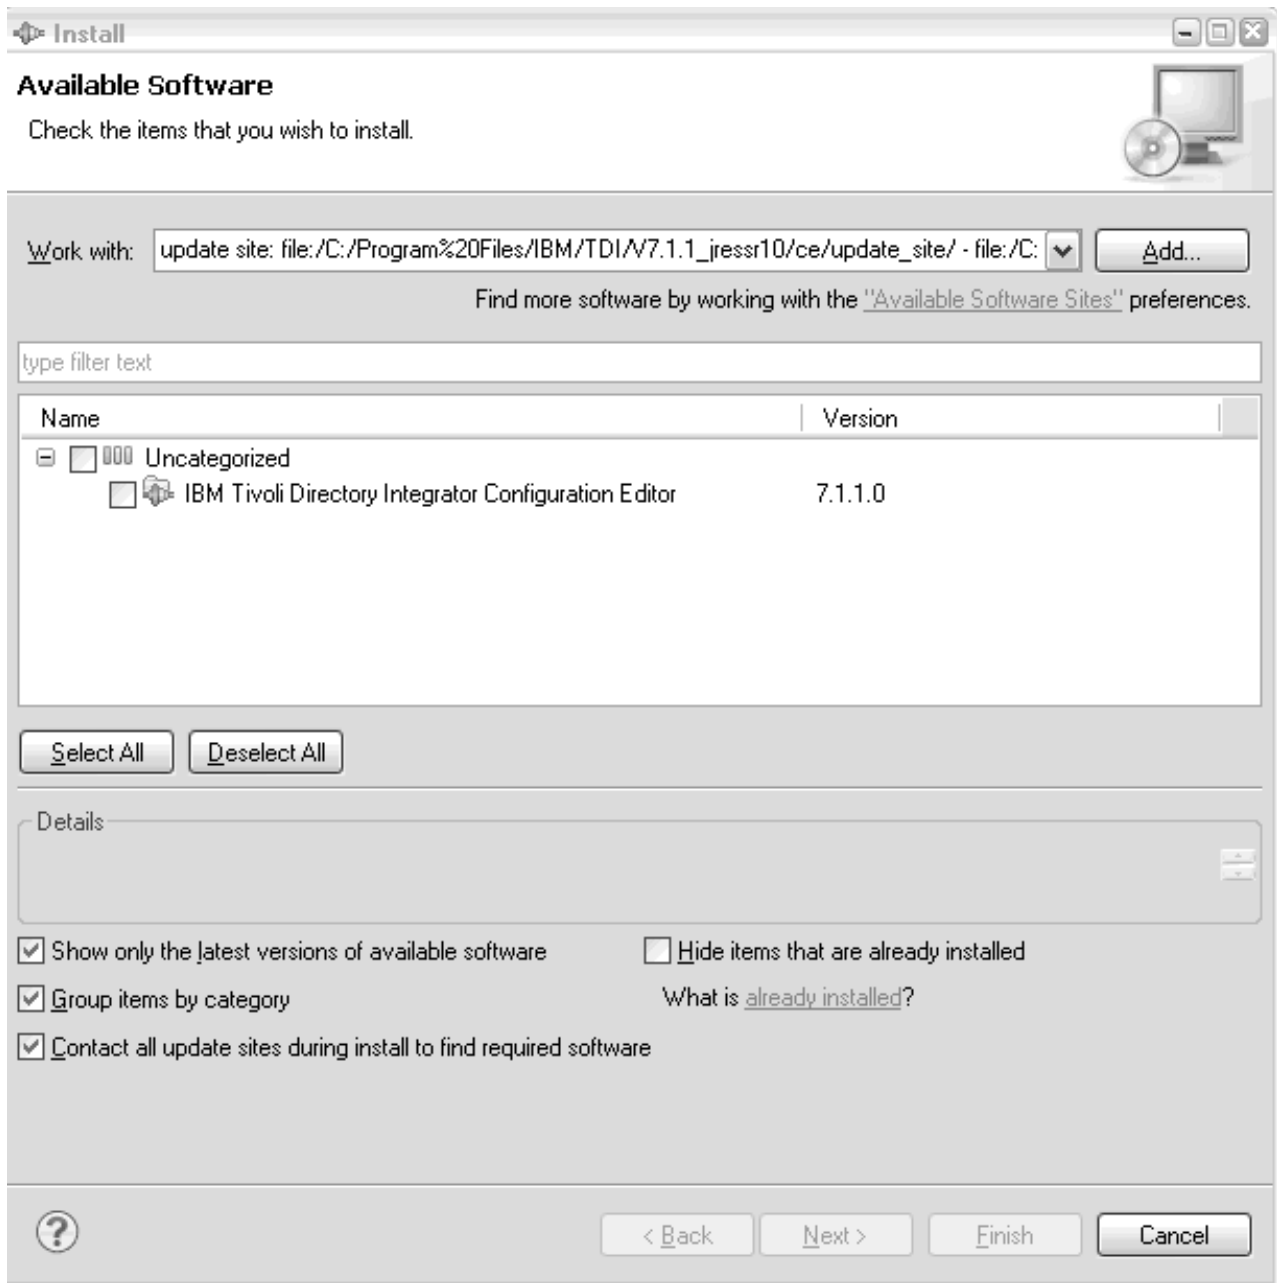 Install
Available Software
Check the items that you wish to install.
Work with: update site: file:/C:/Program%20Files/IBM/TDI/V7.1.1_jressr10/ce/update_site/ - file:/C: Add...
Find more software by working with the "Available Software Sites" preferences.
type filter text
Name Version
Uncategorized
IBM Tivoli Directory Integrator Configuration Editor 7.1.1.0
Select All Deselect All
Details
Show only the latest versions of available software Hide items that are already installed
Group items by category What is already installed?
Contact all update sites during install to find required software
? < Back Next > Finish Cancel